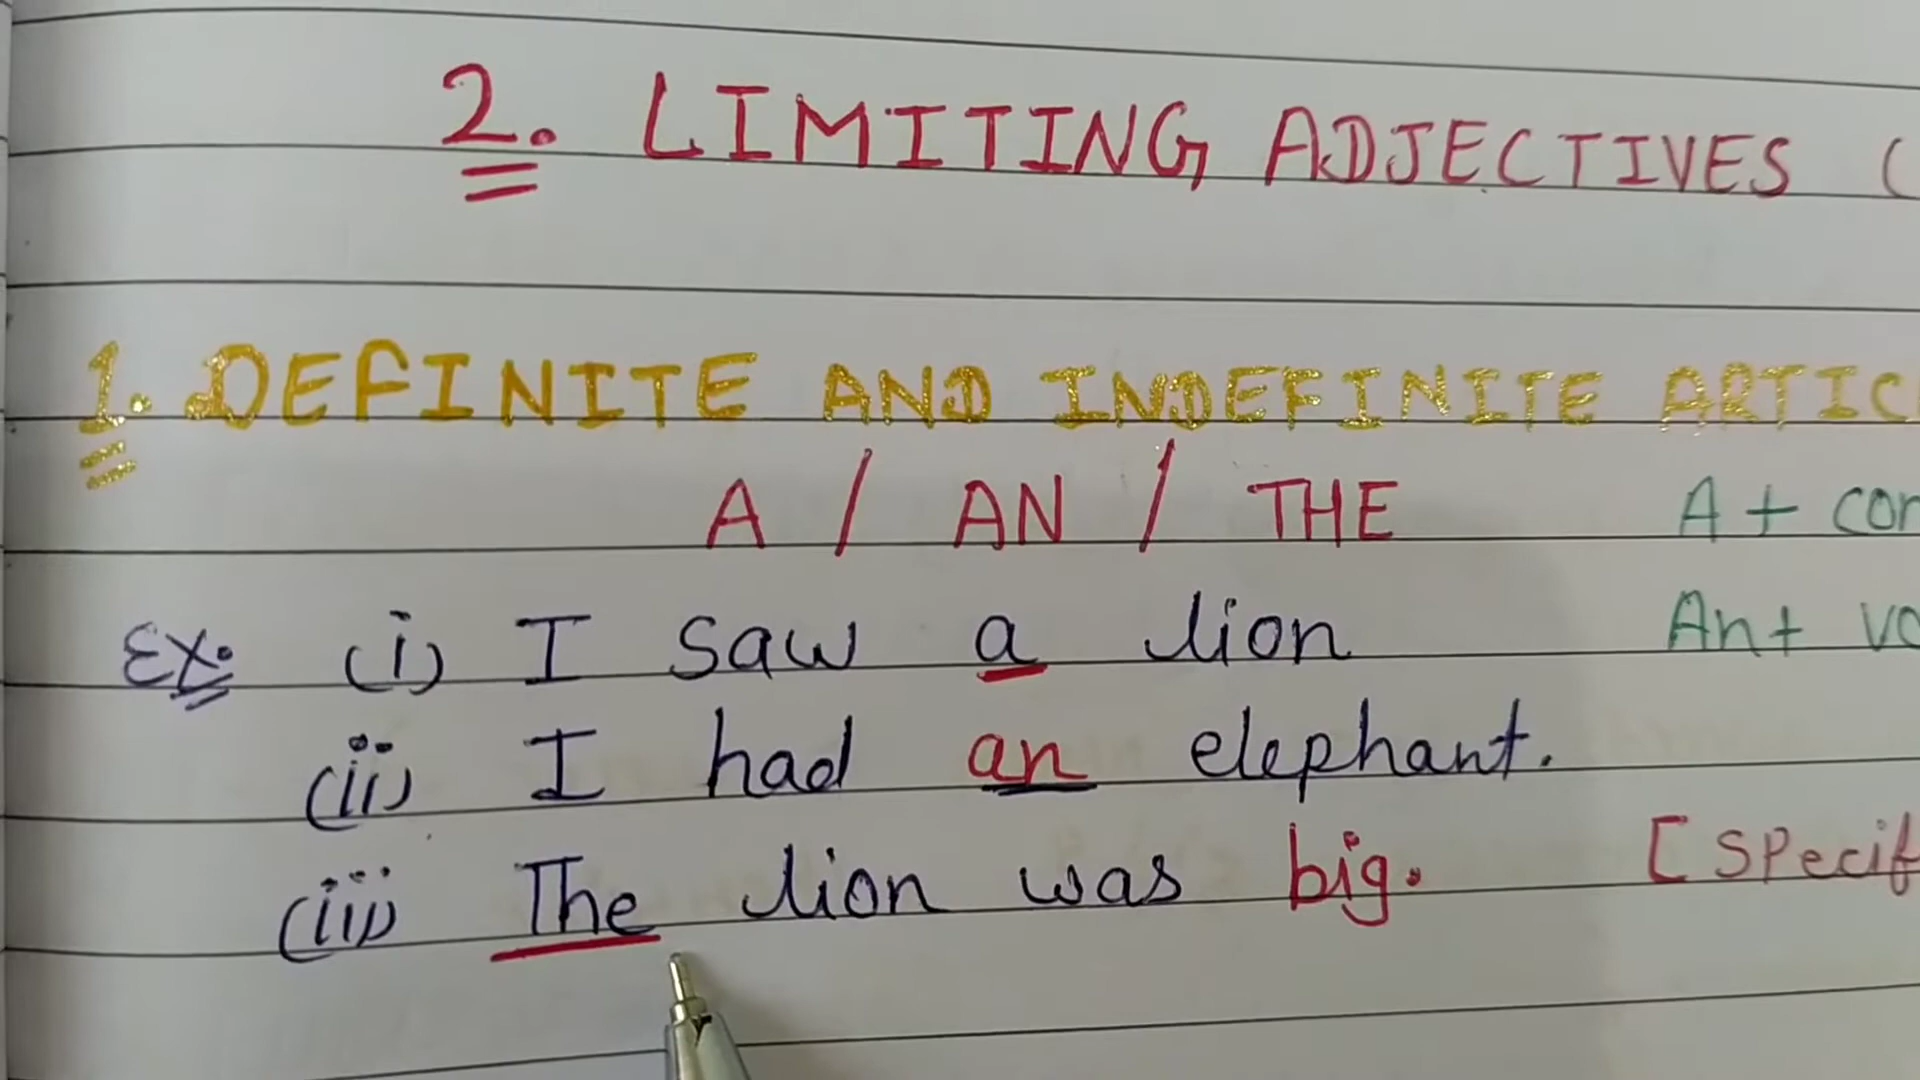 2. LIMITING ADJECTIVES (
1. DEFINITE AND INDEFINITE ARTIC
A / AN / THE A + con
Ex: (i) I saw a lion An + vo
(ii) I had an elephant.
(iii) The lion was big. [Specif